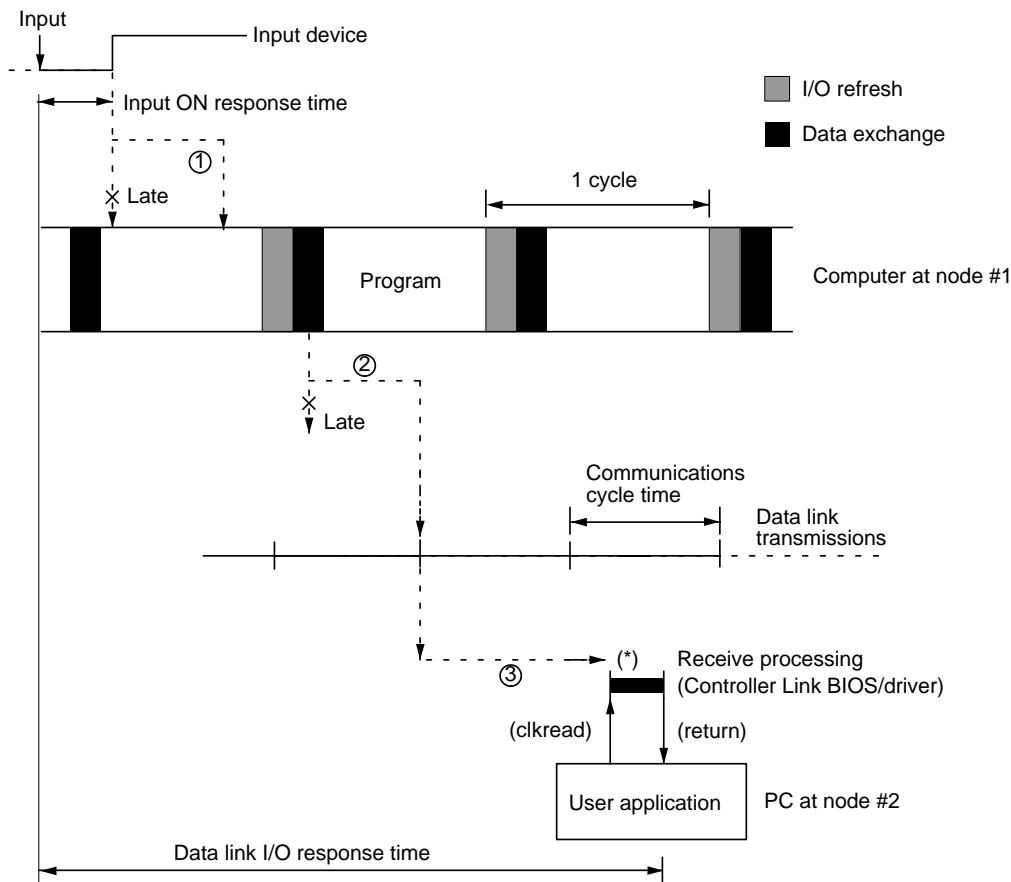 Input
Input device
Input ON response time
I/O refresh
Data exchange
1
Late
1 cycle
Program
Computer at node #1
2
Late
Communications
cycle time
Data link
transmissions
3
(*)
Receive processing
(Controller Link BIOS/driver)
(clkread)
(return)
User application
PC at node #2
Data link I/O response time